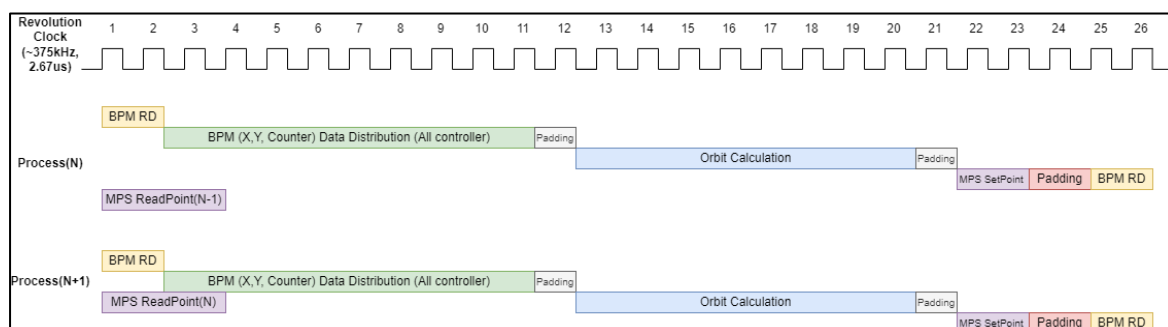 Revolution
Clock
(~375kHz,
2.67us)
1 2 3 4 5 6 7 8 9 10 11 12 13 14 15 16 17 18 19 20 21 22 23 24 25 26
BPM RD
BPM (X,Y, Counter) Data Distribution (All controller) Padding
Process(N)
Orbit Calculation Padding
MPS SetPoint Padding BPM RD
MPS ReadPoint(N-1)
BPM RD
Process(N+1)
BPM (X,Y, Counter) Data Distribution (All controller) Padding
MPS ReadPoint(N)
Orbit Calculation Padding
MPS SetPoint Padding BPM RD